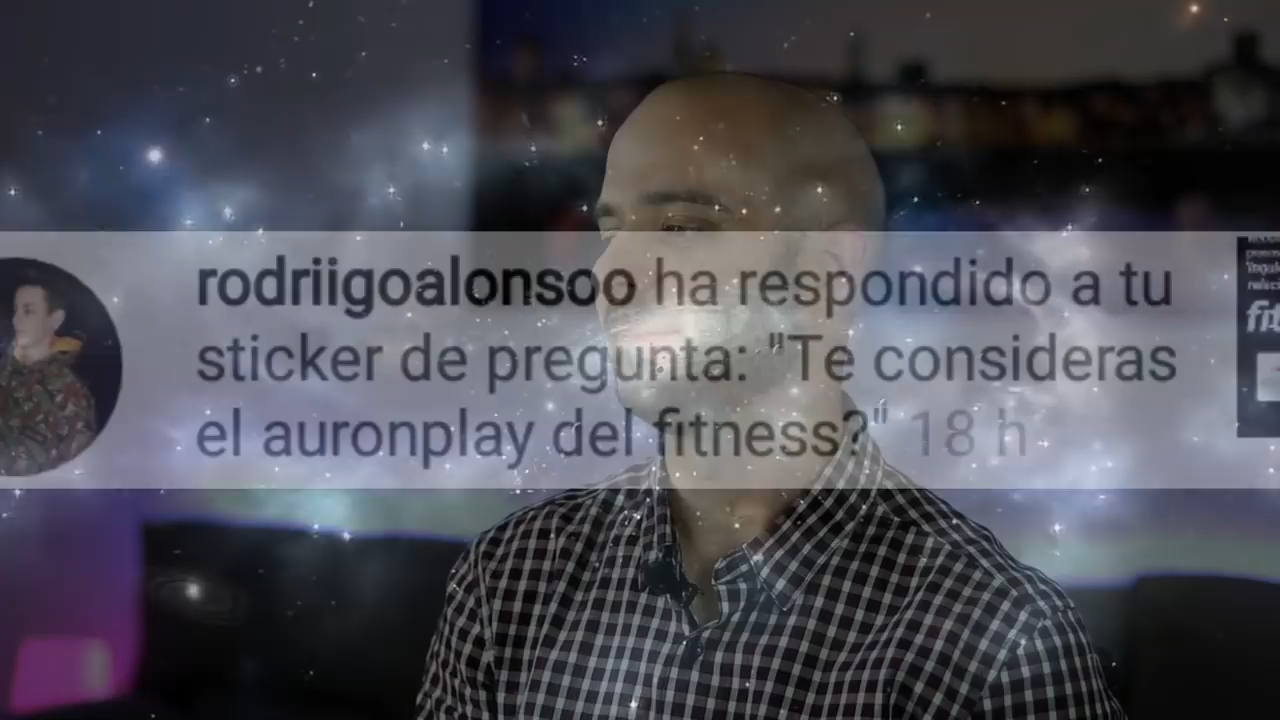 rodriigoalonsoo ha respondido a tu
sticker de pregunta: "Te consideras
el auronplay del fitness?" 18 h